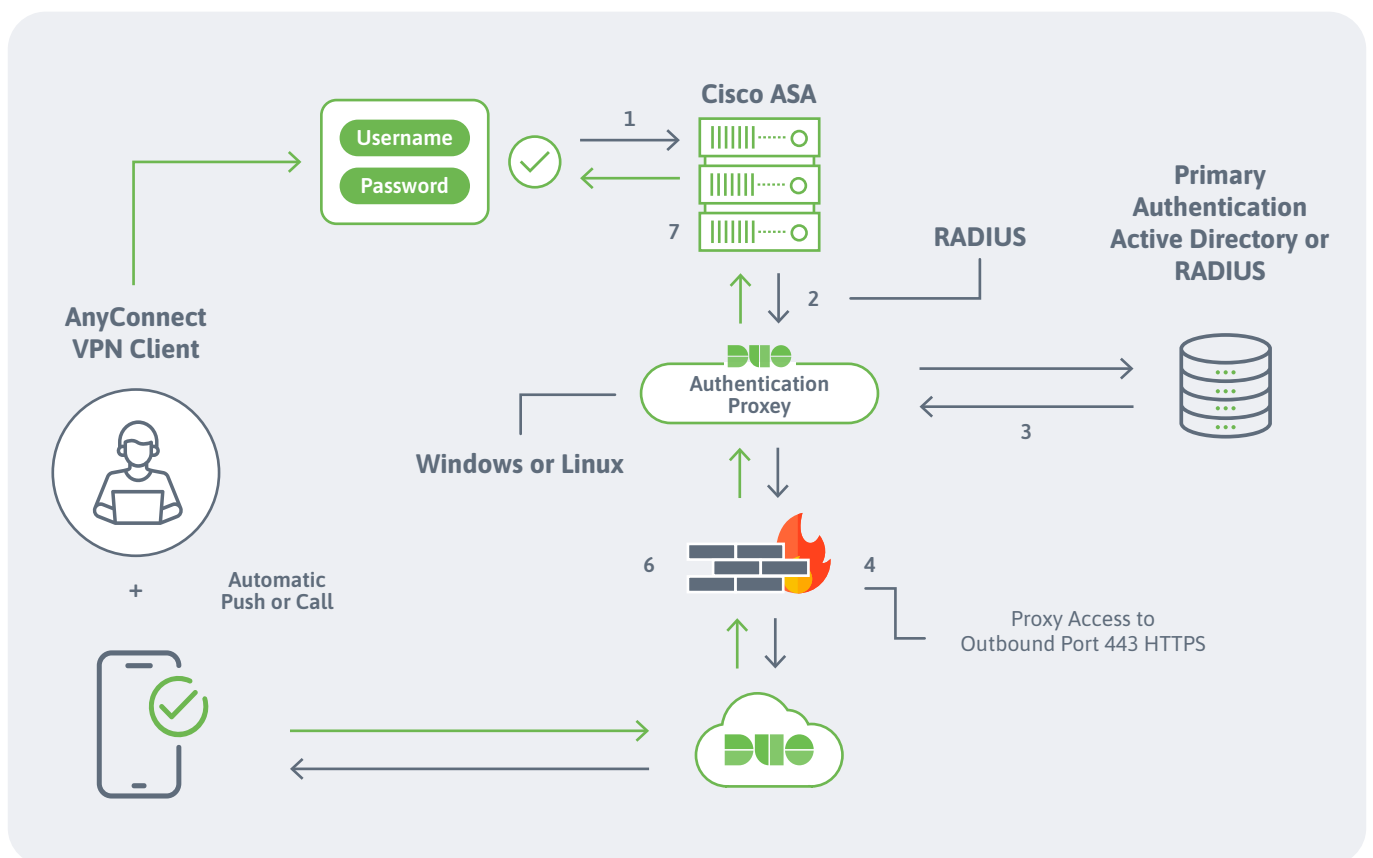 Cisco ASA
Username
Password
1
7
2
RADIUS
Primary
Authentication
Active Directory or
RADIUS
AnyConnect
VPN Client
DUO
Authentication
Proxey
3
Windows or Linux
6
4
Automatic
Push or Call
+
Proxy Access to
Outbound Port 443 HTTPS
DUO